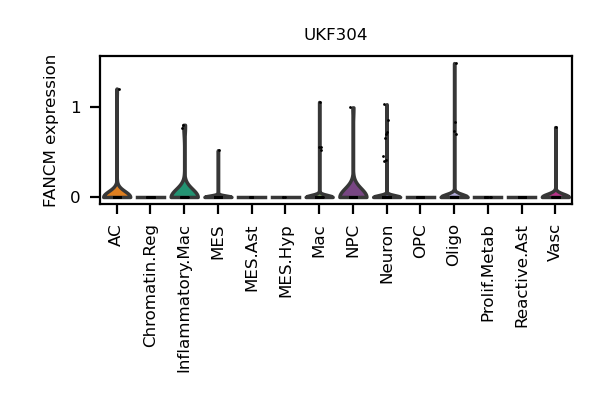 UKF304
FANCM expression
1
0
AC
Chromatin.Reg
Inflammatory.Mac
MES
MES.Ast
MES.Hyp
Mac
NPC
Neuron
OPC
Oligo
Prolif.Metab
Reactive.Ast
Vasc